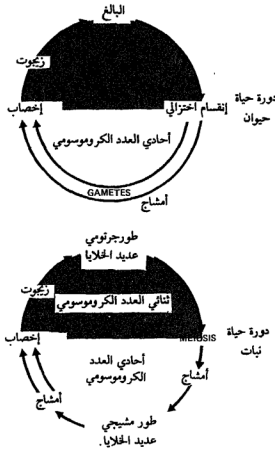 البالغ
زيجوت
إخصاب
إنقسام إختزالي
دورة حياة
حيوان
أحادي العدد الكروموسومي
GAMETES
أمشاج
طورجرثومي
عديد الخلايا
زيجوت
ثنائي العدد الكروموسومي
دورة حياة
نبات
إخصاب
MEIOSIS
أحادي العدد
الكروموسومي
أمشاج
أمشاج
طور مشيجي
عديد الخلايا.